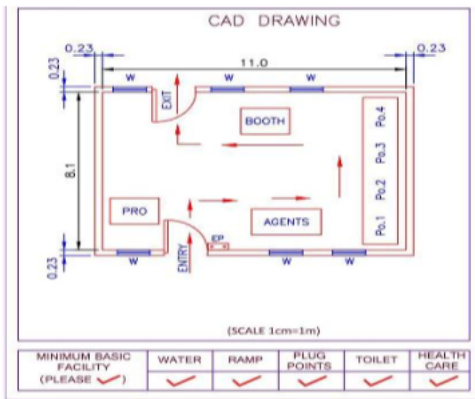 CAD DRAWING
0.23
11.0
0.23
0.23
W
W
W
EXIT
BOOTH
Po.4
Po.3
Po.2
Po.1
8.1
PRO
AGENTS
CP
ENTRY
0.23
W
W
W
(SCALE 1cm=1m)
MINIMUM BASIC
FACILITY
(PLEASE ✓)
WATER
RAMP
PLUG
POINTS
TOILET
HEALTH
CARE
✓ ✓ ✓ ✓ ✓